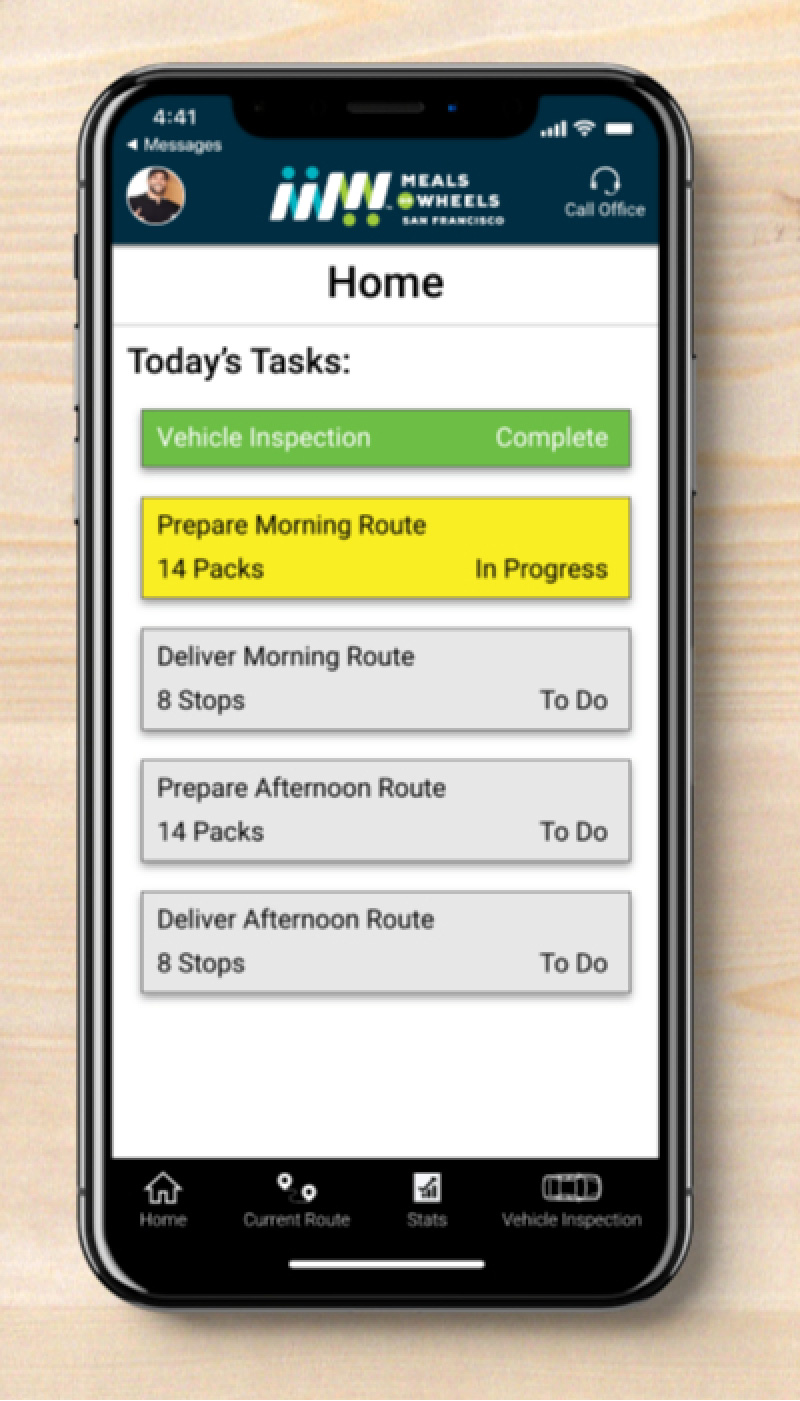 4:41
◀ Messages
MEALS
ON WHEELS
SAN FRANCISCO
Call Office
Home
Today's Tasks:
Vehicle Inspection Complete
Prepare Morning Route
14 Packs In Progress
Deliver Morning Route
8 Stops To Do
Prepare Afternoon Route
14 Packs To Do
Deliver Afternoon Route
8 Stops To Do
Home Current Route Stats Vehicle Inspection